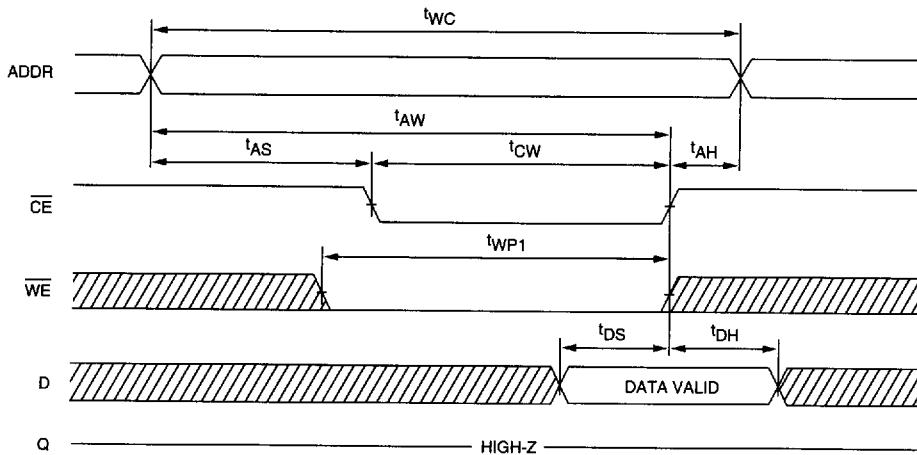 tWC
ADDR
tAW
tAS
tCW
tAH
CE
tWP1
WE
tDS
tDH
D
DATA VALID
Q
HIGH-Z